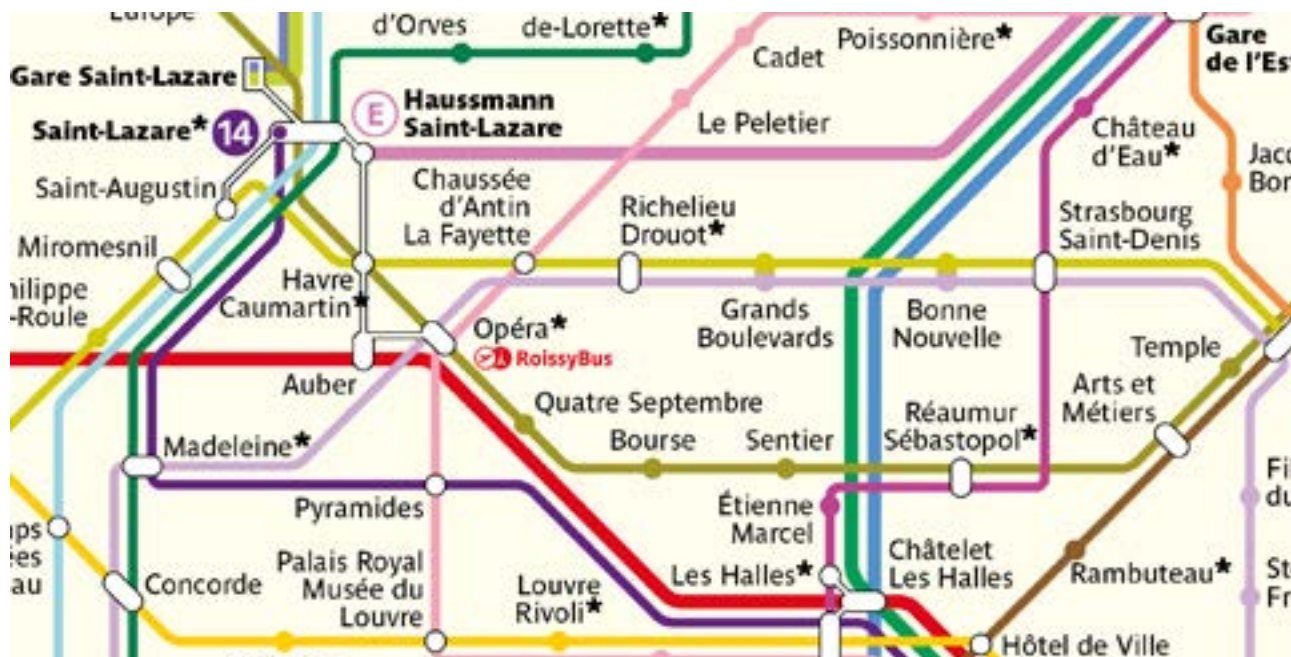 Europe
d'Orves
de-Lorette*
Cadet
Poissonnière*
Gare
Gare Saint-Lazare
E
Haussmann
Saint-Lazare
Saint-Lazare*
14
Le Peletier
Château
d'Eau*
Saint-Augustin
Chaussée
d'Antin
La Fayette
Richelieu
Drouot*
Strasbourg
Saint-Denis
Miromesnil
Havre
Caumartin*
Grands
Boulevards
Bonne
Nouvelle
-Roule
Opéra*
RoissyBus
Temple
Auber
Arts et
Métiers
Quatre Septembre
Madeleine*
Bourse
Sentier
Réaumur
Sébastopol*
Pyramides
Étienne
Marcel
Concorde
Palais Royal
Musée du
Louvre
Louvre
Rivoli*
Les Halles*
Châtelet
Les Halles
Rambuteau*
Hôtel de Ville